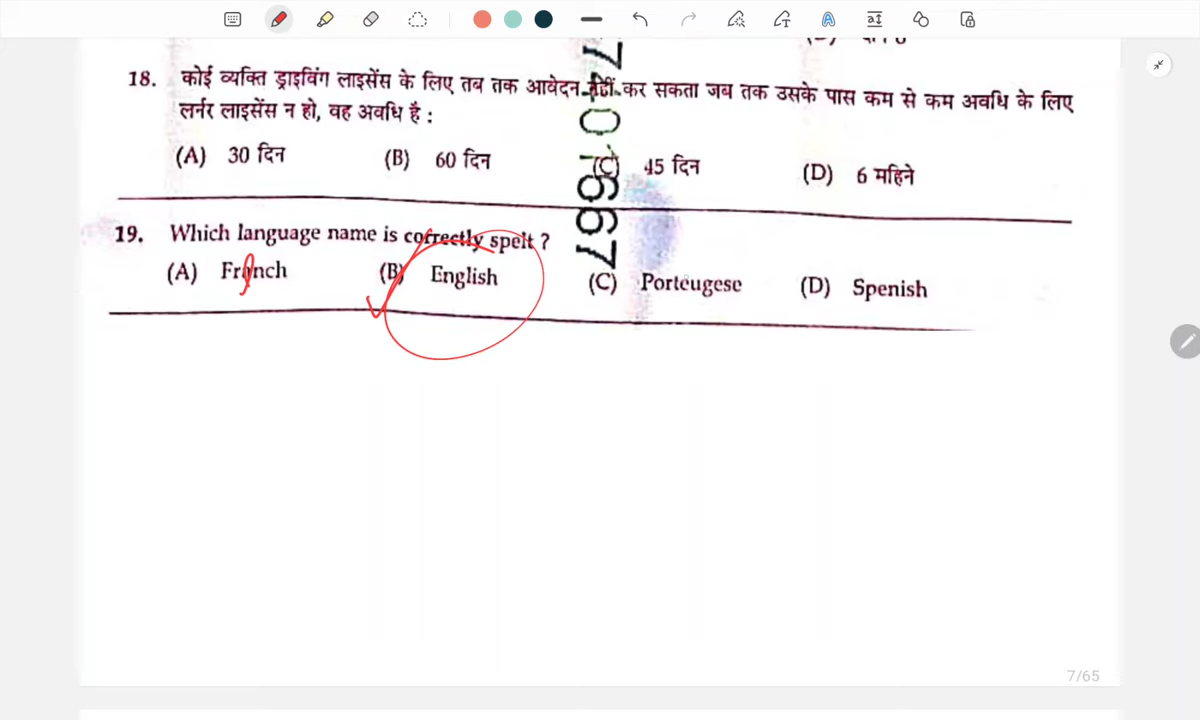 18. कोई व्यक्ति ड्राइविंग लाइसेंस के लिए तब तक आवेदन नहीं कर सकता जब तक उसके पास कम से कम अवधि के लिए
लर्नर लाइसेंस न हो, वह अवधि है :
(A) 30 दिन (B) 60 दिन (C) 45 दिन (D) 6 महिने
19. Which language name is correctly spelt ?
(A) French (B) English (C) Porteugese (D) Spenish
7/65